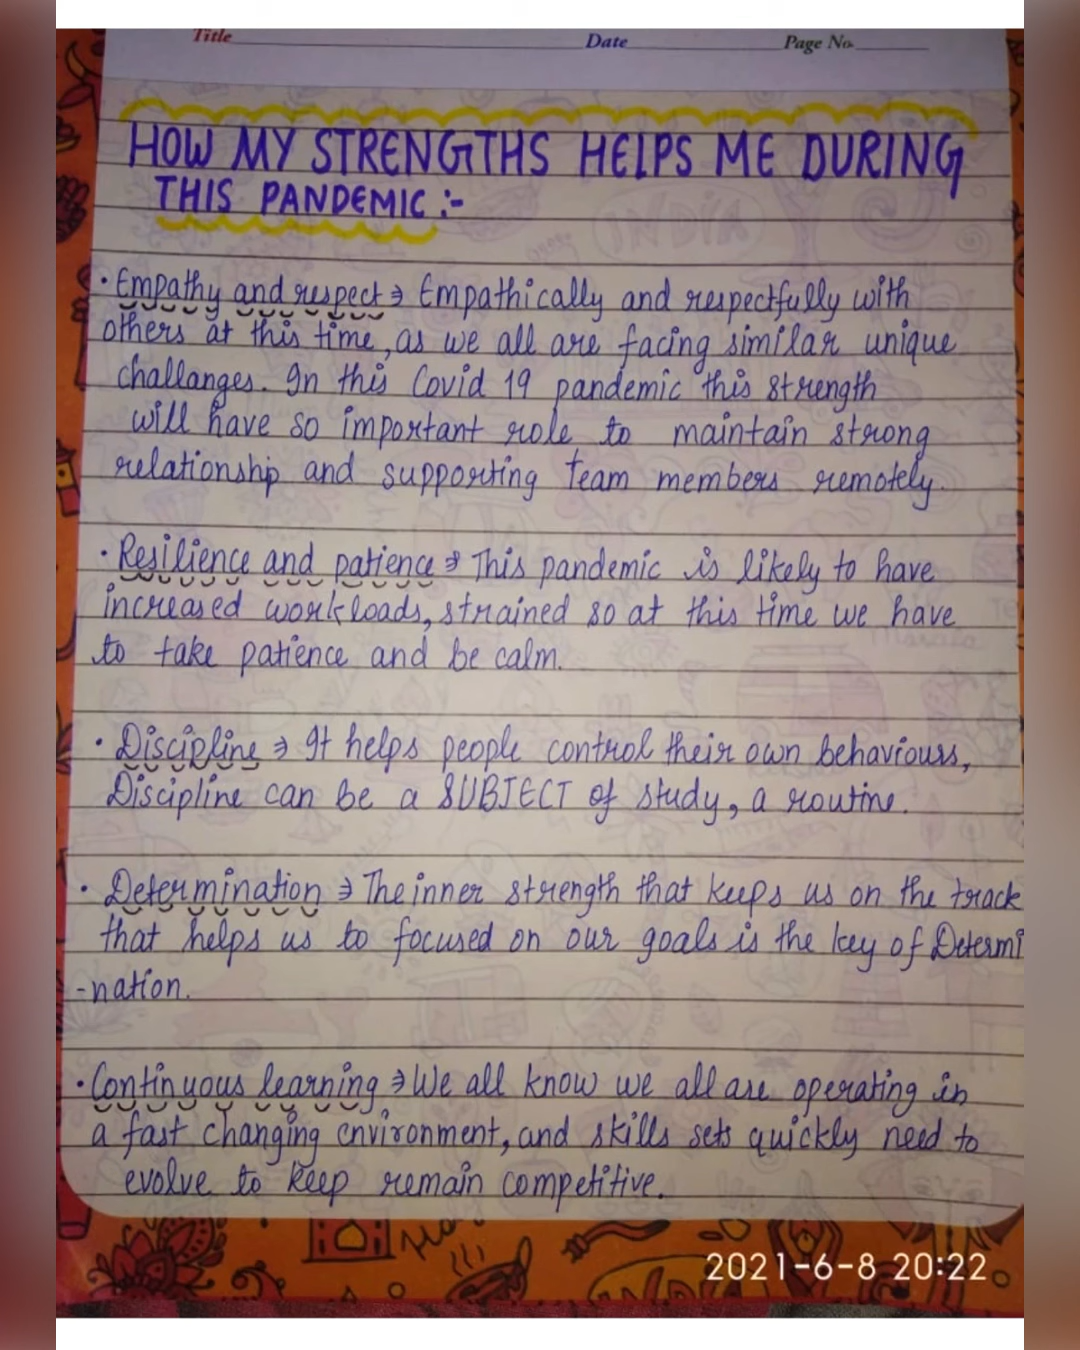 Title
Date
Page No.
HOW MY STRENGTHS HELPS ME DURING
THIS PANDEMIC :-
• Empathy and respect → Empathically and respectfully with
others at this time, as we all are facing similar unique
challanges. In this Covid 19 pandemic this strength
will have so important role to maintain strong
relationship and supporting team members remotely.
• Resilience and patience → This pandemic is likely to have
increased workloads, strained so at this time we have
to take patience and be calm.
• Discipline → It helps people control their own behaviours,
Discipline can be a SUBJECT of study, a routine.
• Determination → The inner strength that keeps us on the track
that helps us to focused on our goals is the key of Determi
-nation.
• Continuous learning → We all know we all are operating in
a fast changing environment, and skills sets quickly need to
evolve to keep remain competitive.
2021-6-8 20:22